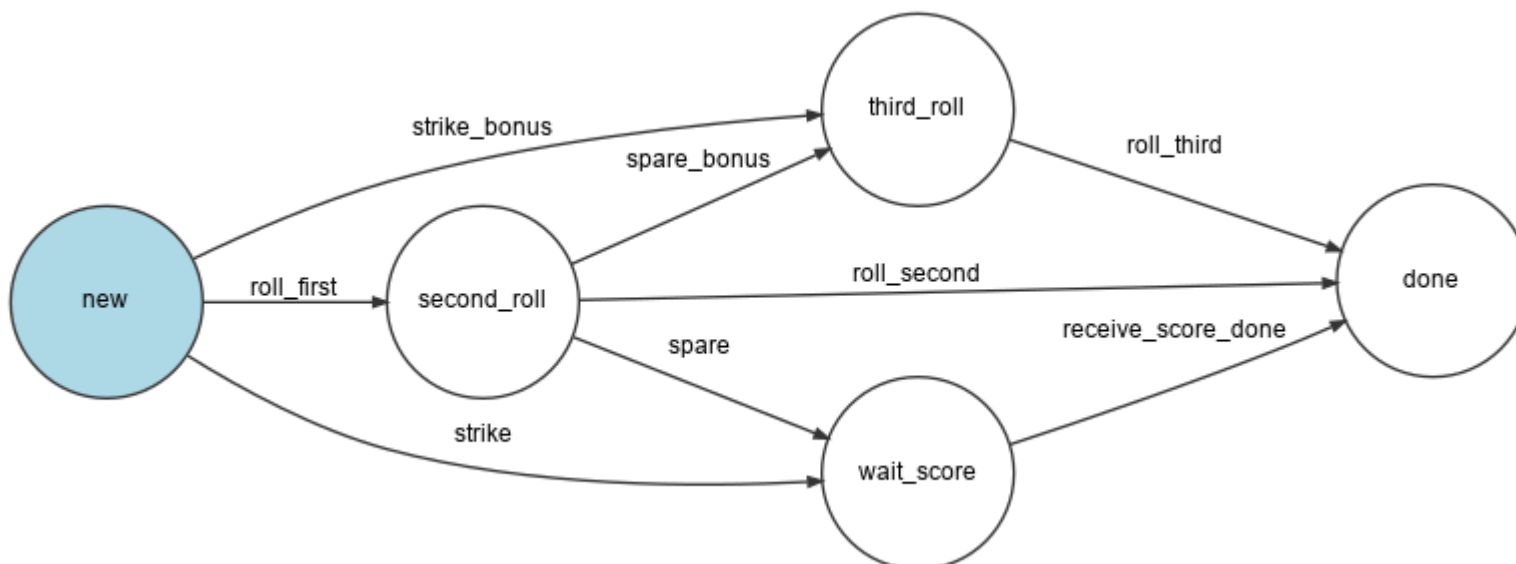 third_roll
strike_bonus
roll_third
spare_bonus
roll_second
done
new
roll_first
second_roll
receive_score_done
spare
strike
wait_score